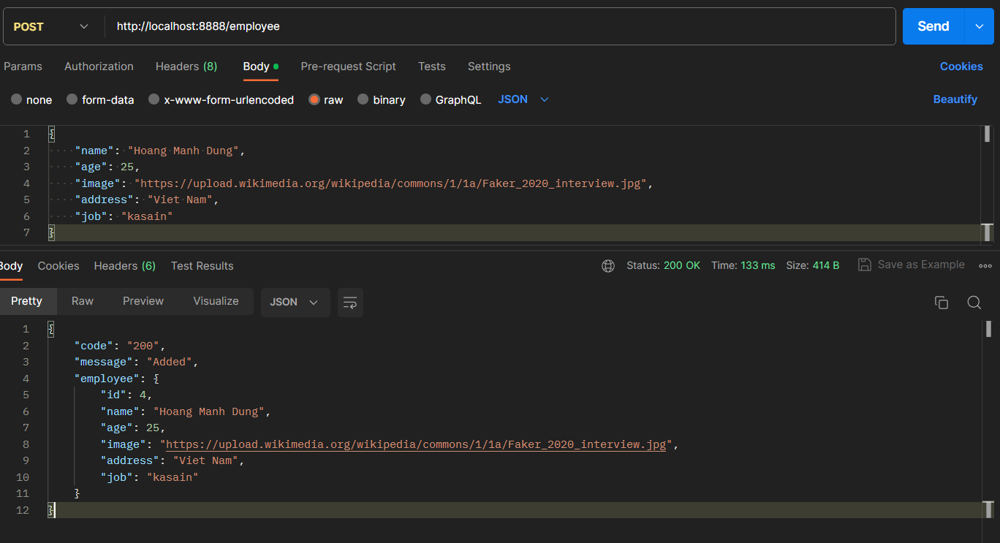 POST http://localhost:8888/employee Send
Params Authorization Headers (8) Body Pre-request Script Tests Settings Cookies
none form-data x-www-form-urlencoded raw binary GraphQL JSON Beautify
1 {
2 "name": "Hoang Manh Dung",
3 "age": 25,
4 "image": "https://upload.wikimedia.org/wikipedia/commons/1/1a/Faker_2020_interview.jpg",
5 "address": "Viet Nam",
6 "job": "kasain"
7 }
Body Cookies Headers (6) Test Results Status: 200 OK Time: 133 ms Size: 414 B Save as Example
Pretty Raw Preview Visualize JSON
1 {
2 "code": "200",
3 "message": "Added",
4 "employee": {
5 "id": 4,
6 "name": "Hoang Manh Dung",
7 "age": 25,
8 "image": "https://upload.wikimedia.org/wikipedia/commons/1/1a/Faker_2020_interview.jpg",
9 "address": "Viet Nam",
10 "job": "kasain"
11 }
12 }